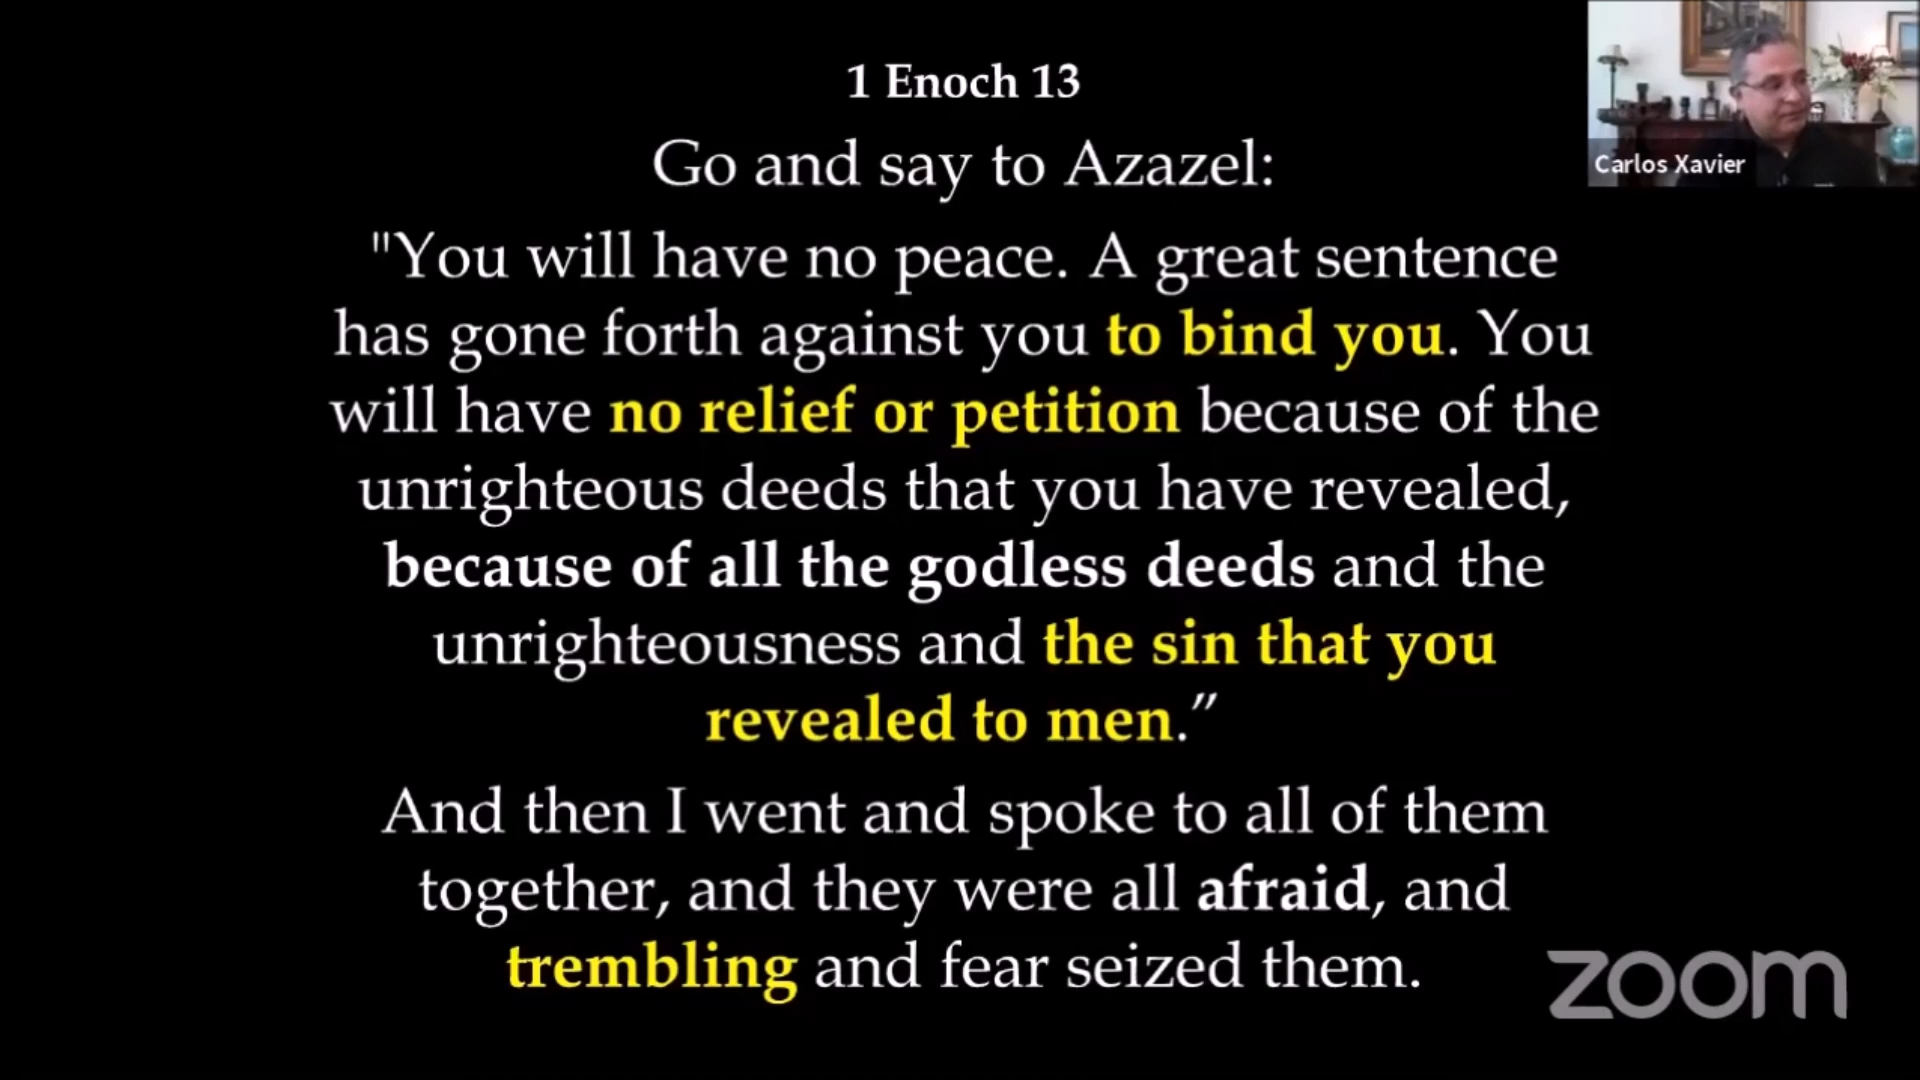 1 Enoch 13
Go and say to Azazel:
"You will have no peace. A great sentence
has gone forth against you to bind you. You
will have no relief or petition because of the
unrighteous deeds that you have revealed,
because of all the godless deeds and the
unrighteousness and the sin that you
revealed to men.”
And then I went and spoke to all of them
together, and they were all afraid, and
trembling and fear seized them.
Carlos Xavier
zoom